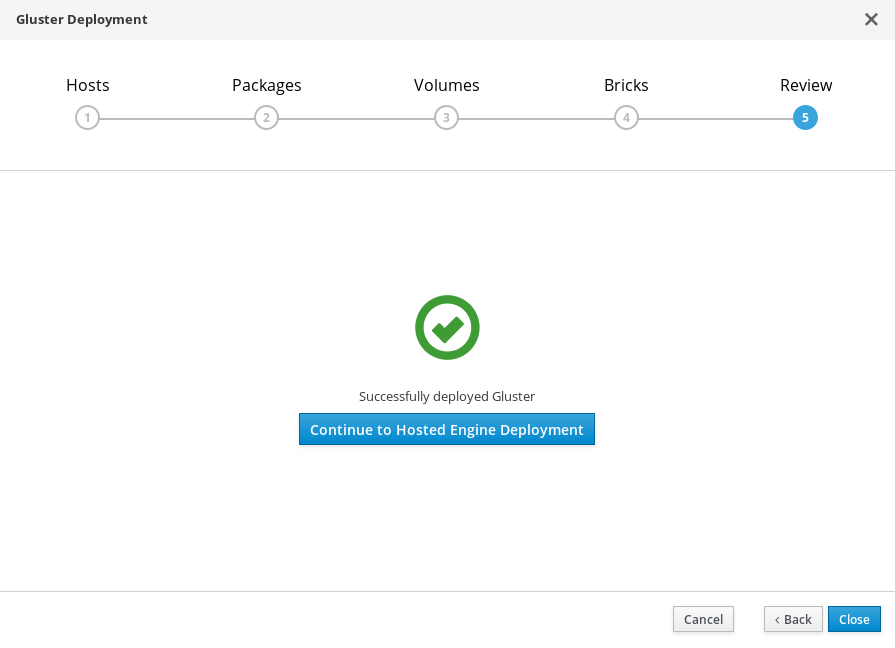 Gluster Deployment
Hosts Packages Volumes Bricks Review
1 2 3 4 5
Successfully deployed Gluster
Continue to Hosted Engine Deployment
Cancel Back Close